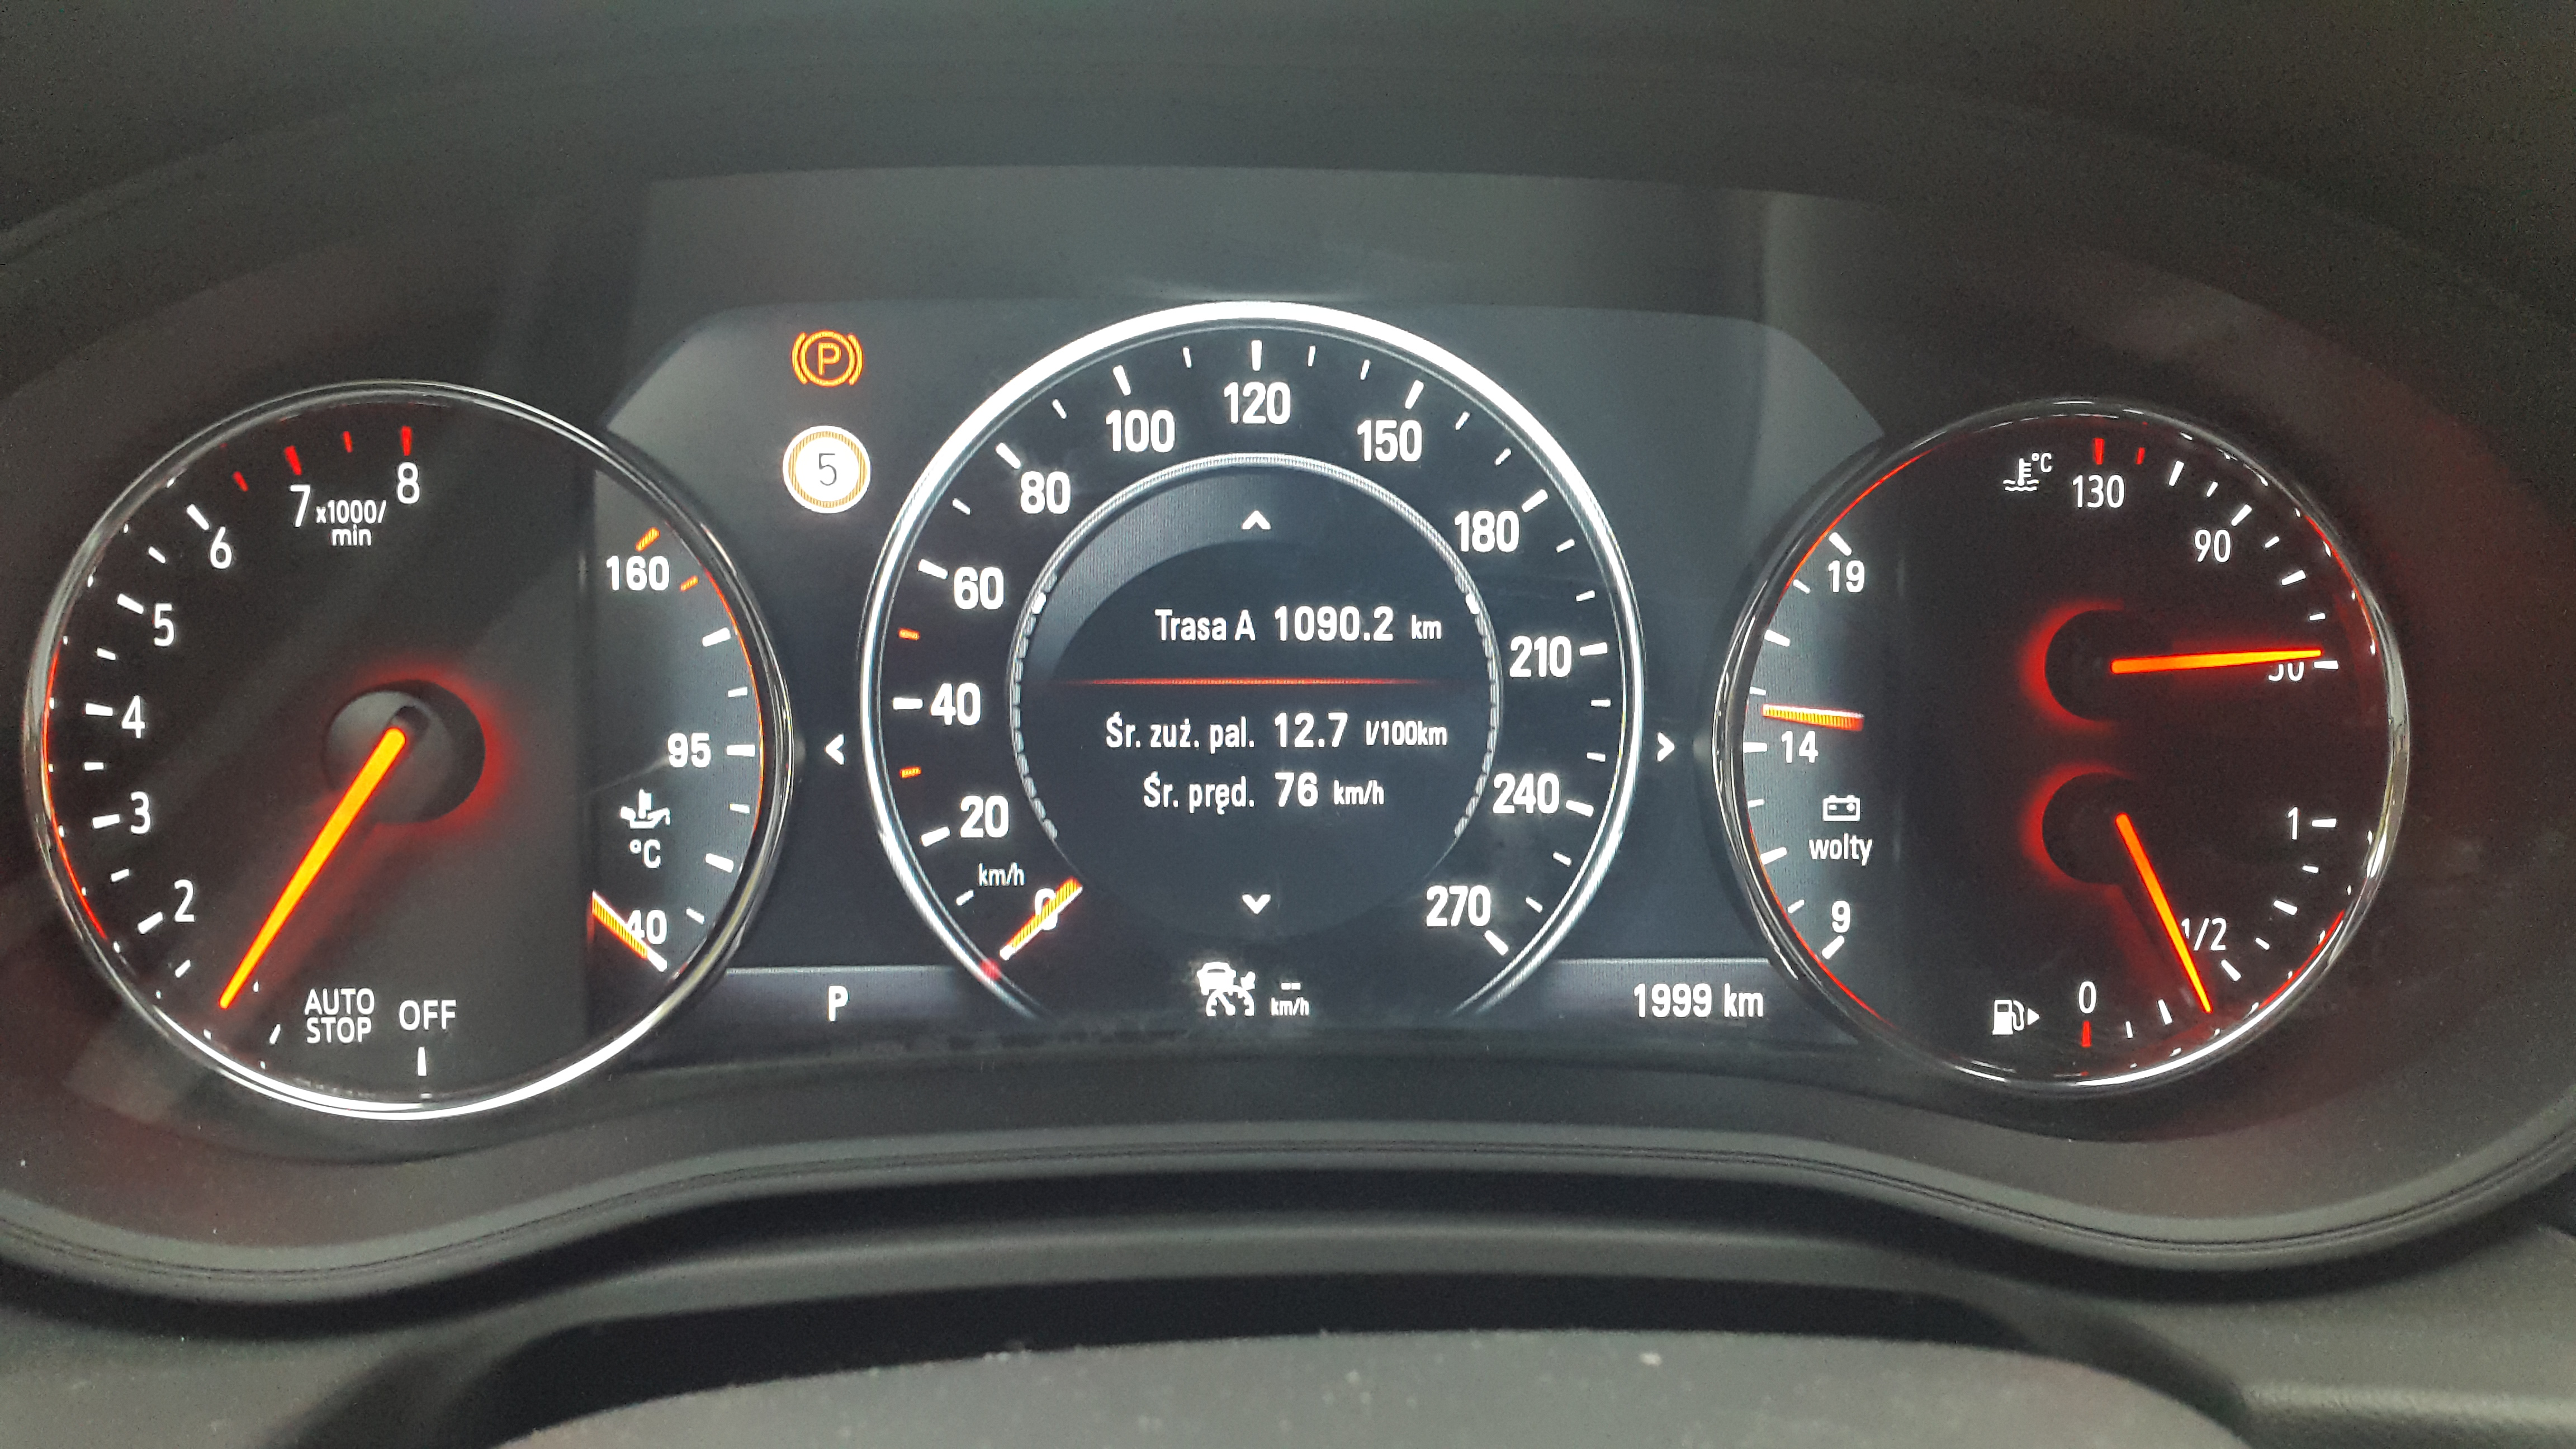 8
7
x1000/
min
6
5
4
3
2
AUTO
STOP
OFF
160
95
°C
40
P
5
P
0
20
40
60
80
100
120
150
180
210
240
270
km/h
Trasa A 1090.2 km
Śr. zuż. pal. 12.7 l/100km
Śr. pręd. 76 km/h
--
km/h
1999 km
19
14
wolty
9
°C
130
90
50
1
1/2
0